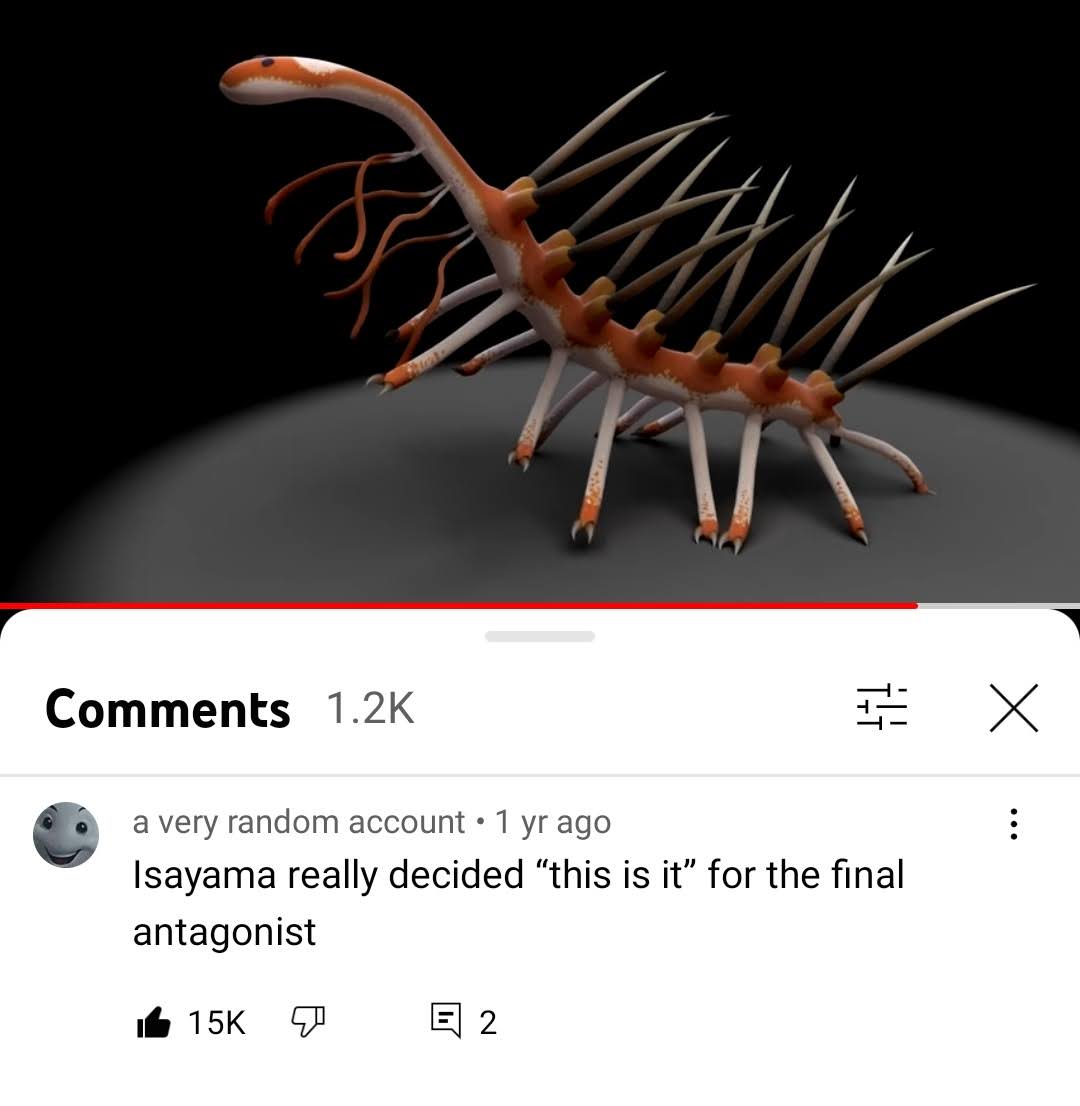 Comments 1.2K
a very random account • 1 yr ago
Isayama really decided “this is it” for the final
antagonist
15K 2